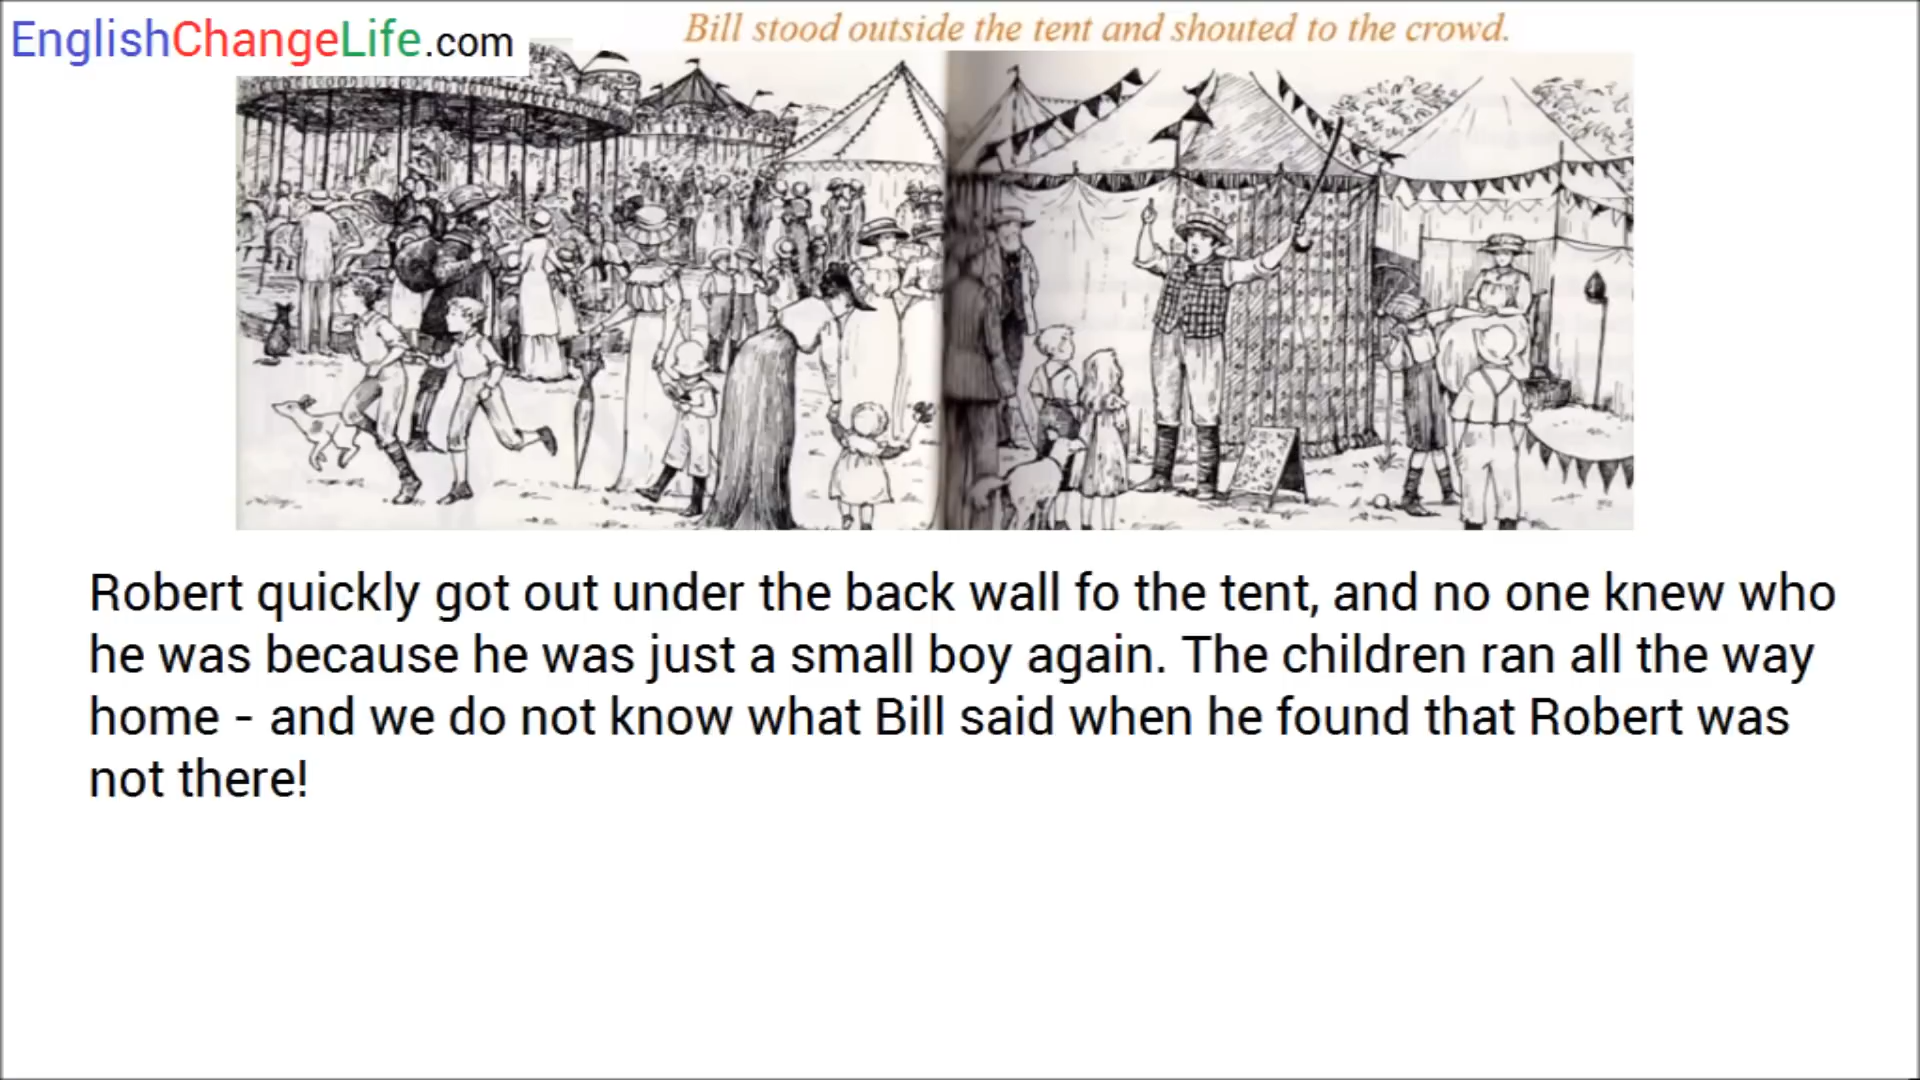 EnglishChangeLife.com
Bill stood outside the tent and shouted to the crowd.
Robert quickly got out under the back wall fo the tent, and no one knew who
he was because he was just a small boy again. The children ran all the way
home - and we do not know what Bill said when he found that Robert was
not there!